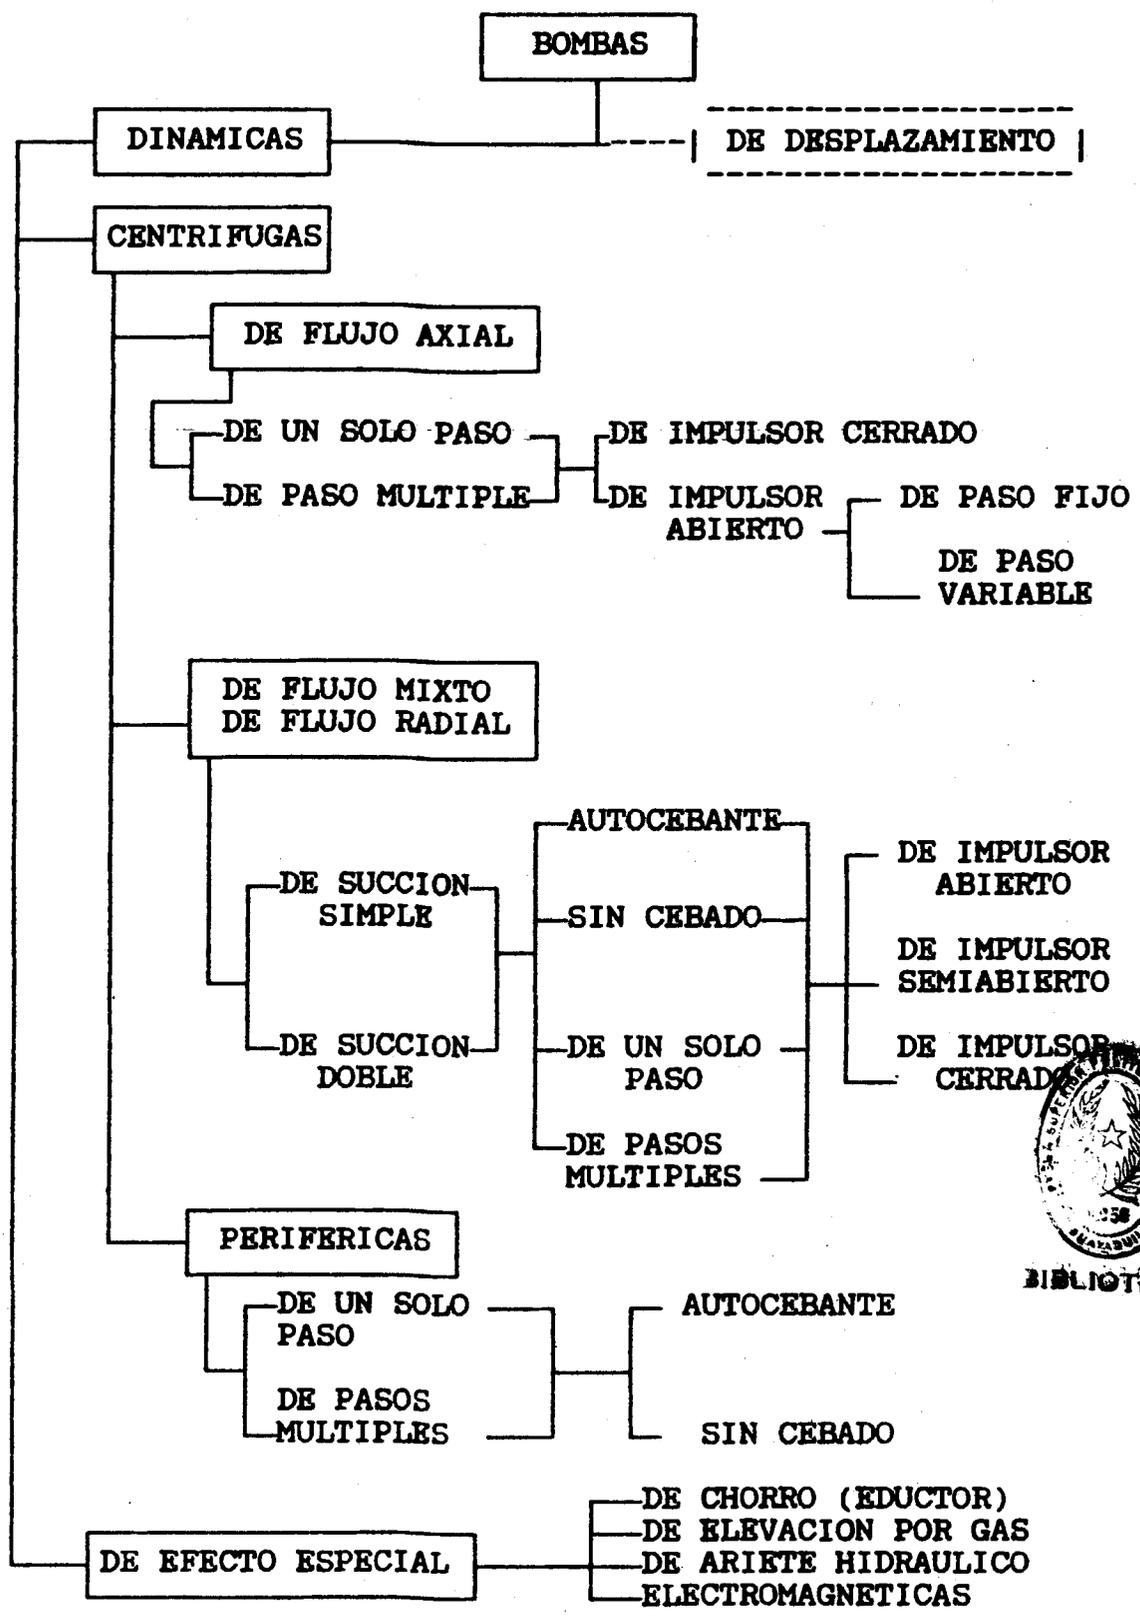 BOMBAS
DINAMICAS
DE DESPLAZAMIENTO
CENTRIFUGAS
DE FLUJO AXIAL
DE UN SOLO PASO
DE PASO MULTIPLE
DE IMPULSOR CERRADO
DE IMPULSOR
ABIERTO
DE PASO FIJO
DE PASO
VARIABLE
DE FLUJO MIXTO
DE FLUJO RADIAL
DE SUCCION
SIMPLE
DE SUCCION
DOBLE
AUTOCEBANTE
SIN CEBADO
DE UN SOLO
PASO
DE PASOS
MULTIPLES
DE IMPULSOR
ABIERTO
DE IMPULSOR
SEMIABIERTO
DE IMPULSOR
CERRADO
PERIFERICAS
DE UN SOLO
PASO
DE PASOS
MULTIPLES
AUTOCEBANTE
SIN CEBADO
DE EFECTO ESPECIAL
DE CHORRO (EDUCTOR)
DE ELEVACION POR GAS
DE ARIETE HIDRAULICO
ELECTROMAGNETICAS